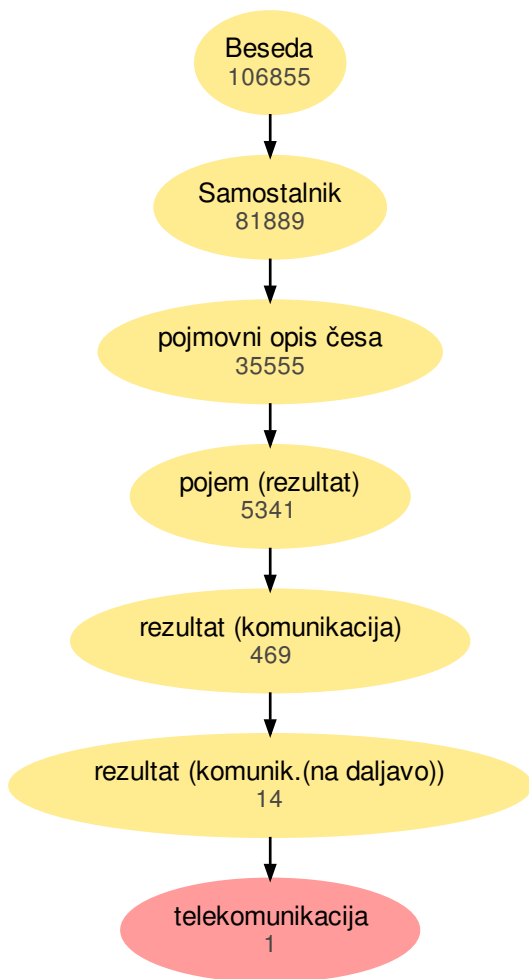 Beseda
106855
Samostalnik
81889
pojmovni opis česa
35555
pojem (rezultat)
5341
rezultat (komunikacija)
469
rezultat (komunik.(na daljavo))
14
telekomunikacija
1